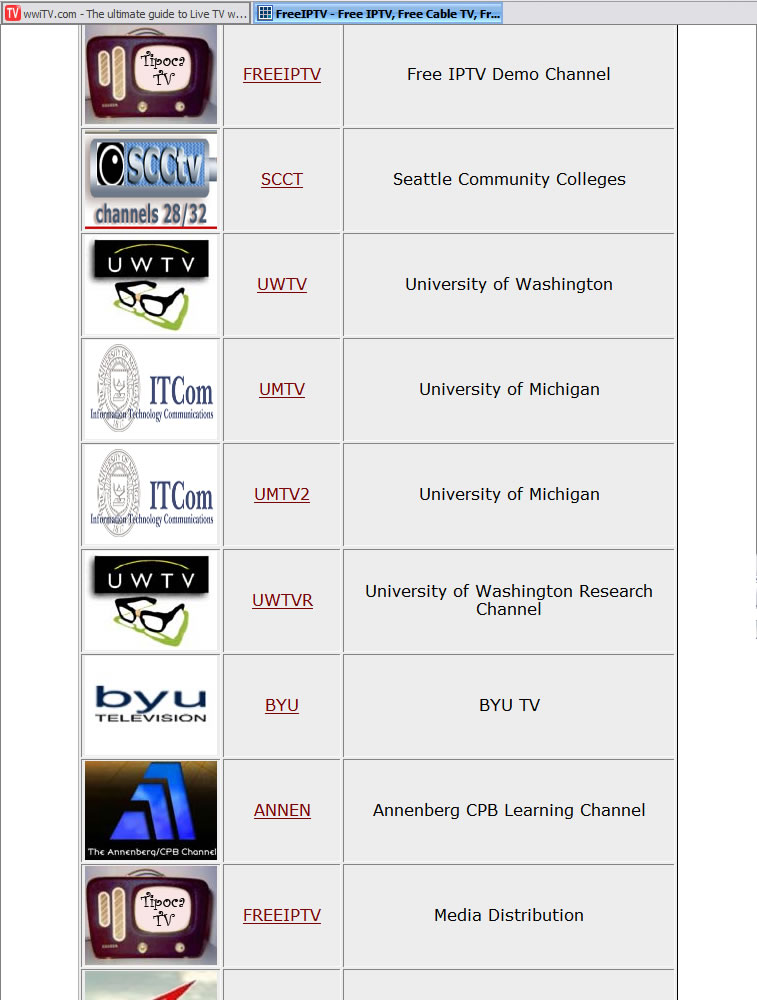 TV wwiTV.com - The ultimate guide to Live TV w...
FreeIPTV - Free IPTV, Free Cable TV, Fr...
Tipoca
TV
FREEIPTV
Free IPTV Demo Channel
SCCtv
channels 28/32
SCCT
Seattle Community Colleges
UWTV
UWTV
University of Washington
ITCom
Information Technology Communications
UMTV
University of Michigan
ITCom
Information Technology Communications
UMTV2
University of Michigan
UWTV
UWTVR
University of Washington Research
Channel
byu
TELEVISION
BYU
BYU TV
The Annenberg/CPB Channel
ANNEN
Annenberg CPB Learning Channel
Tipoca
TV
FREEIPTV
Media Distribution